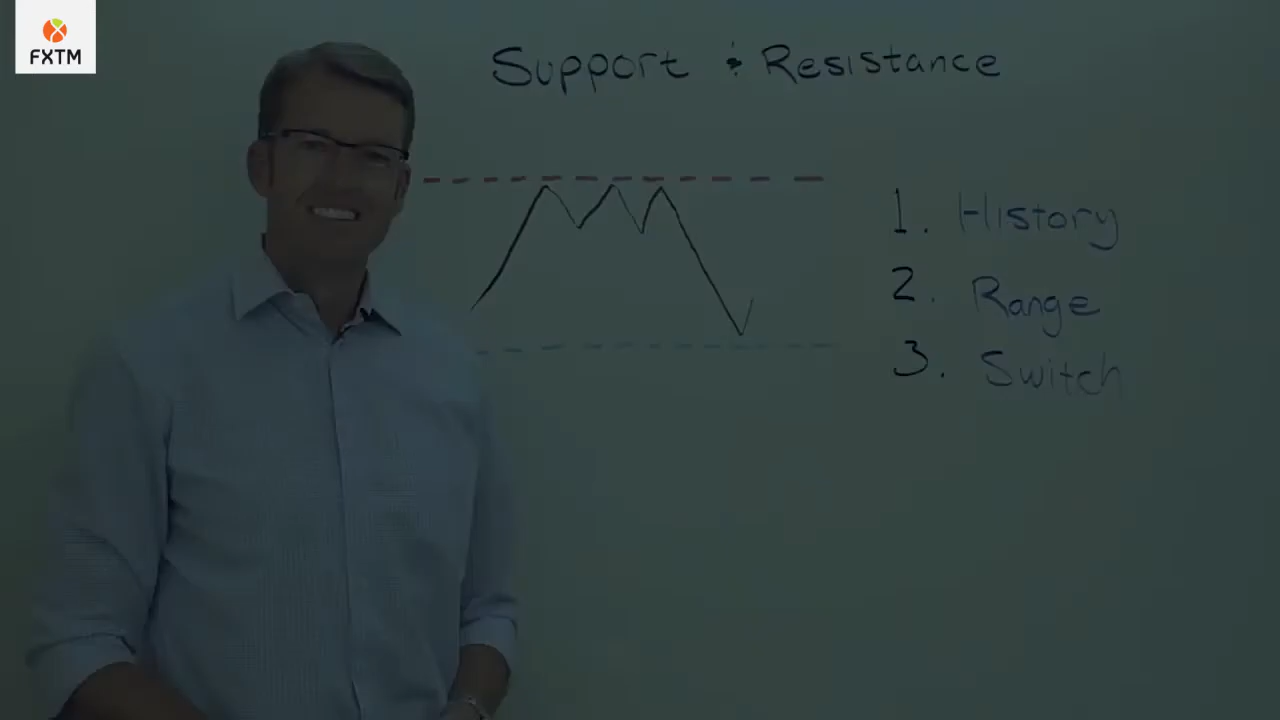 FXTM
Support & Resistance
1. History
2. Range
3. Switch